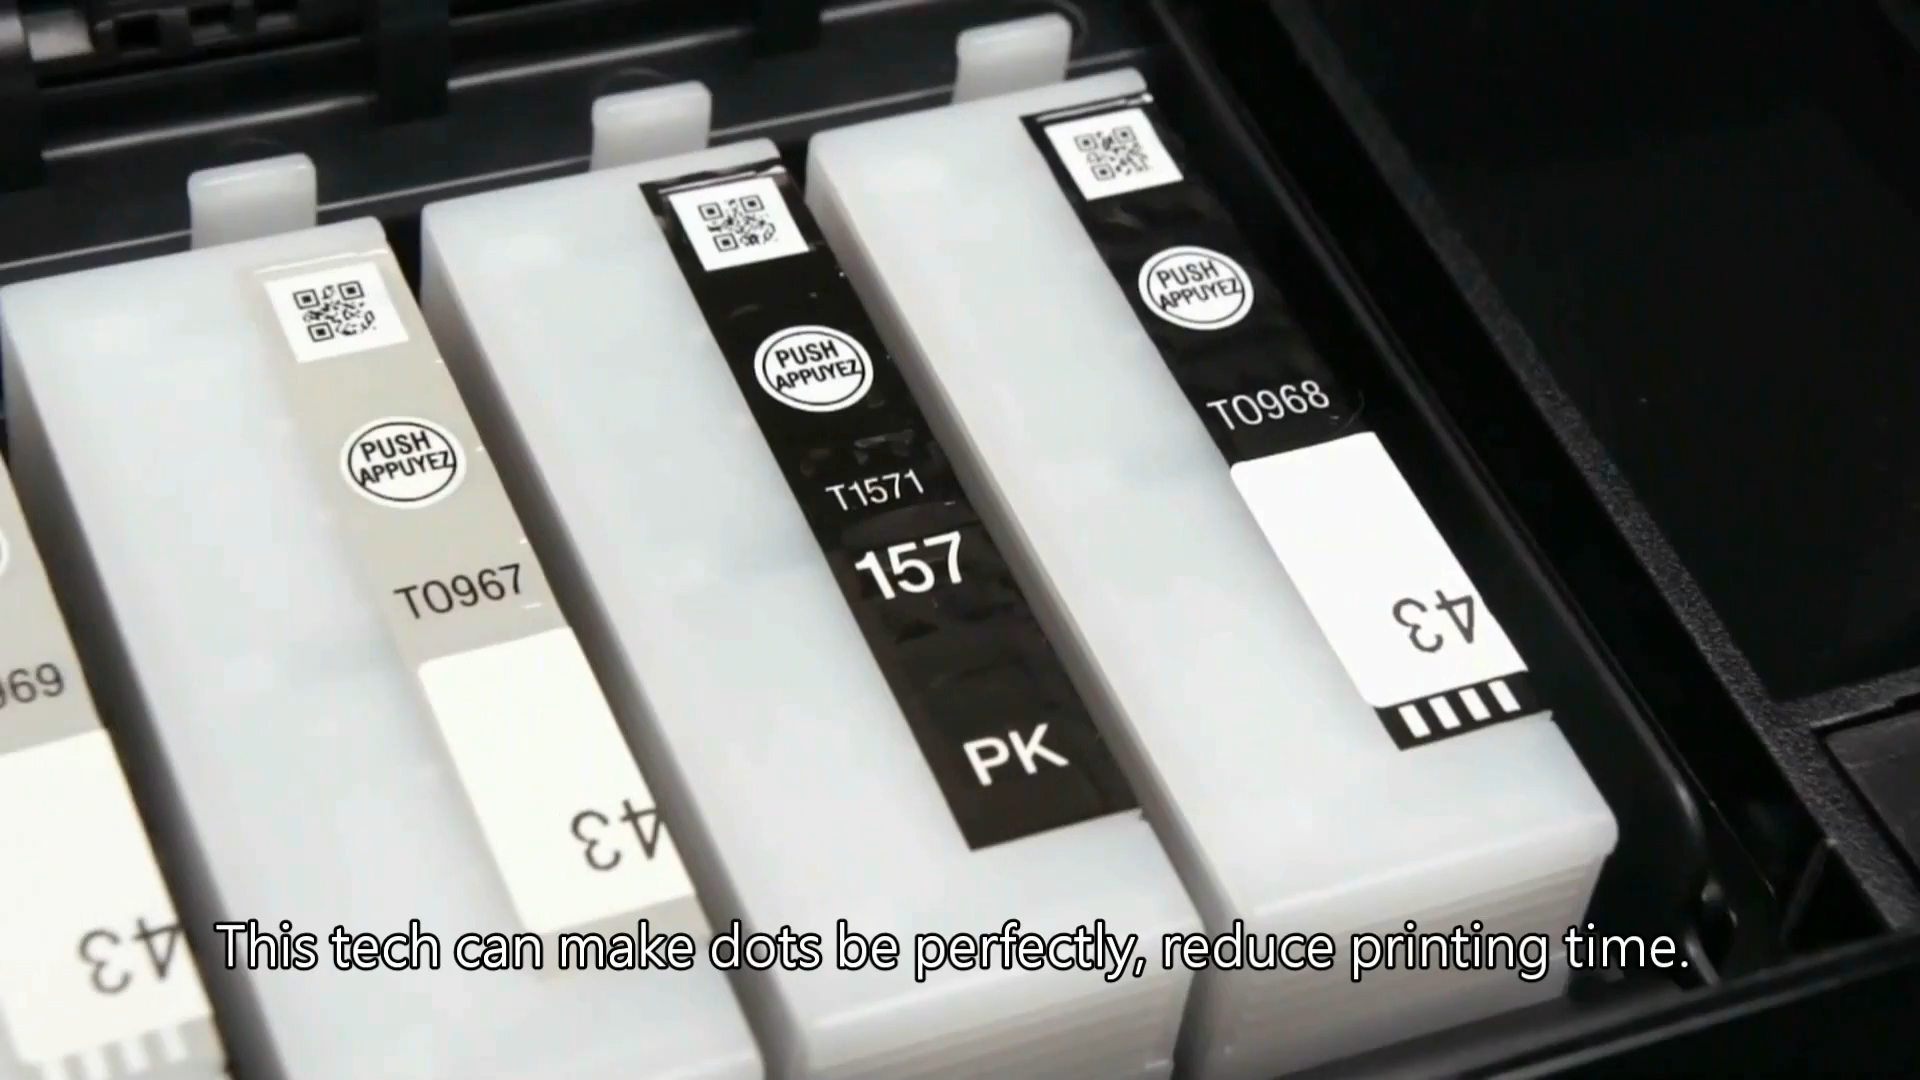 PUSH
APPUYEZ
T0967
43
PUSH
APPUYEZ
T1571
157
PK
PUSH
APPUYEZ
T0968
43
969
43
This tech can make dots be perfectly, reduce printing time.